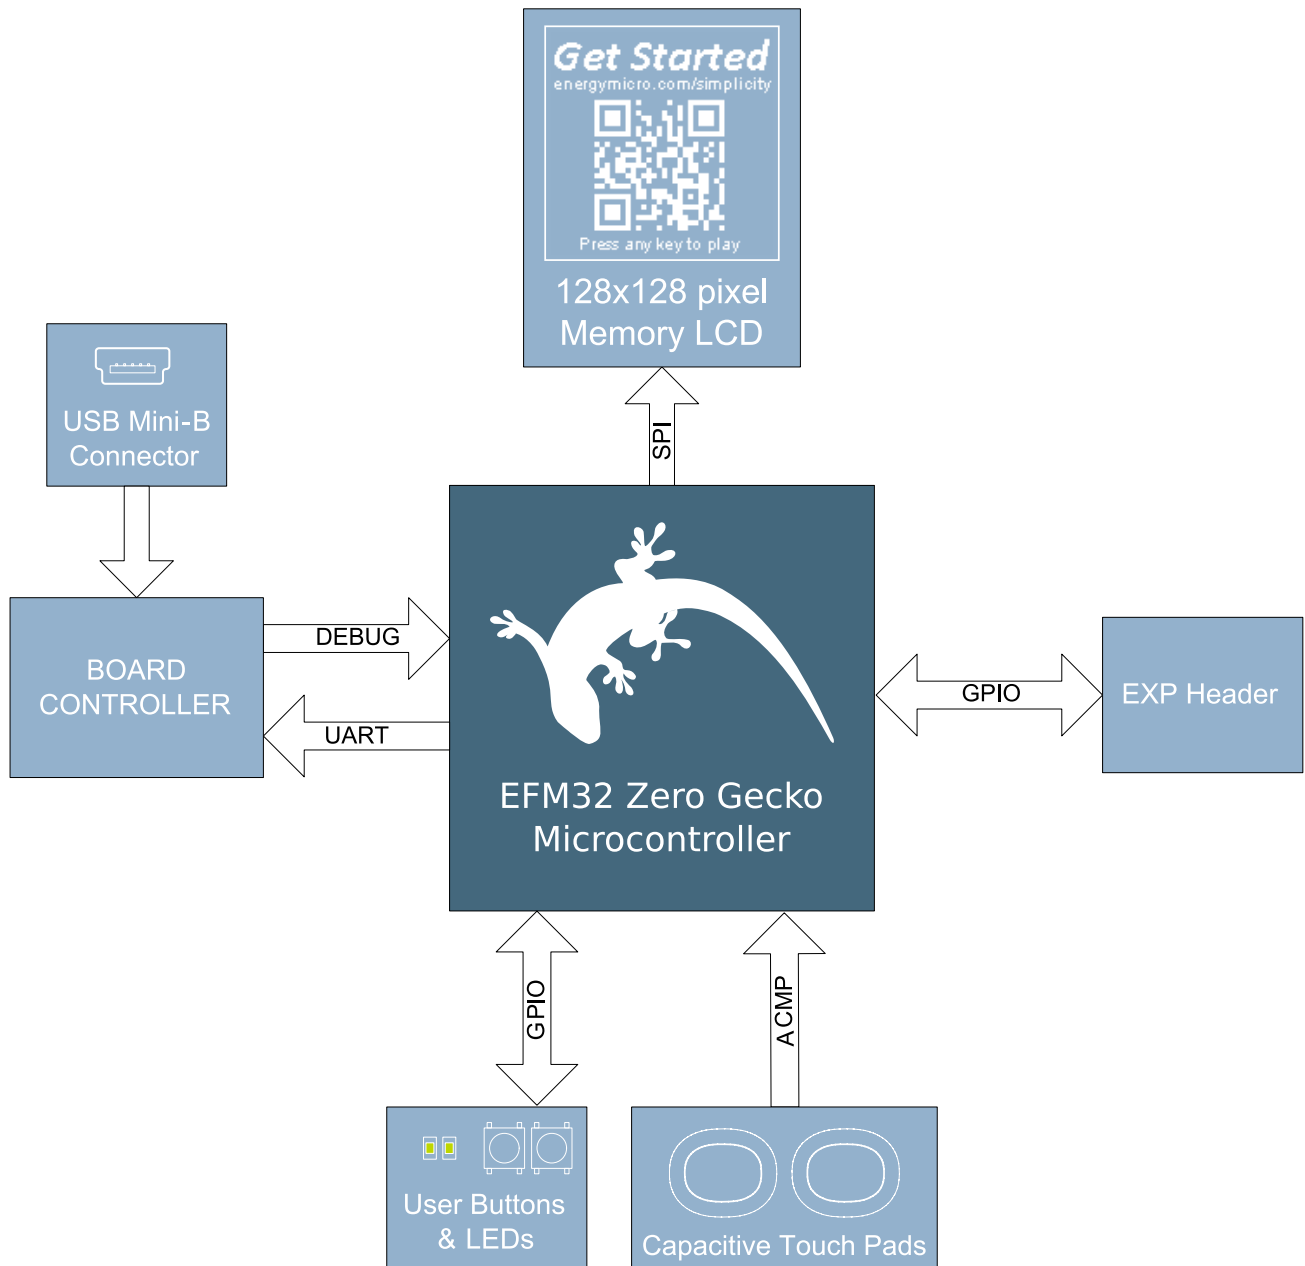 Get Started
energymicro.com/simplicity
Press any key to play
128x128 pixel
Memory LCD
USB Mini-B
Connector
SPI
BOARD
CONTROLLER
DEBUG
UART
EFM32 Zero Gecko
Microcontroller
GPIO
EXP Header
GPIO
ACMP
User Buttons
& LEDs
Capacitive Touch Pads